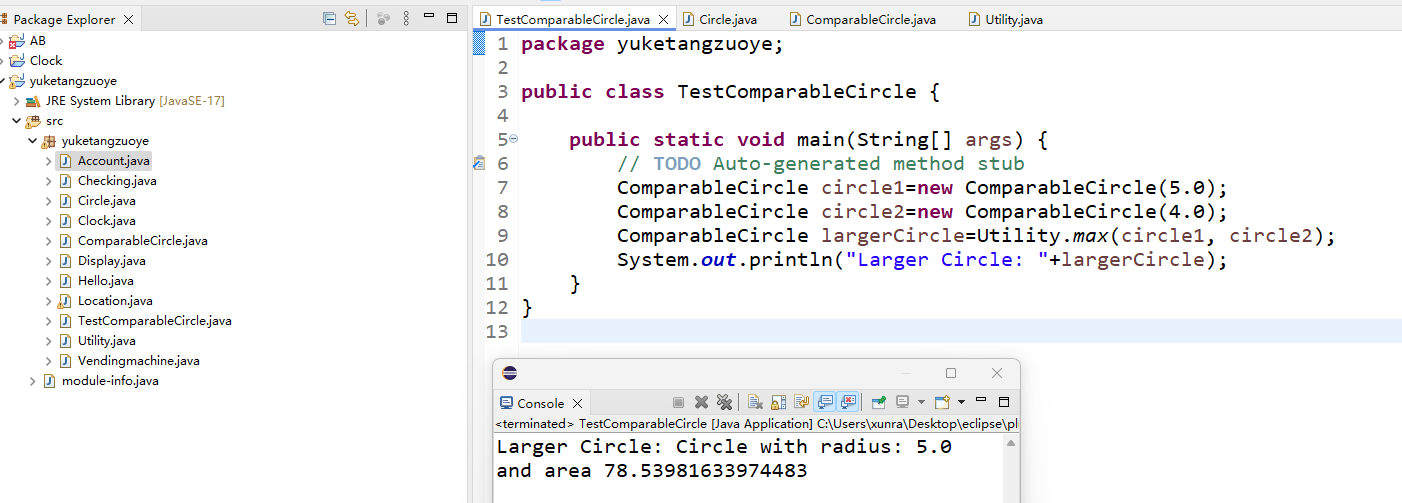 Package Explorer
AB
Clock
yuketangzuoye
JRE System Library [JavaSE-17]
src
yuketangzuoye
Account.java
Checking.java
Circle.java
Clock.java
ComparableCircle.java
Display.java
Hello.java
Location.java
TestComparableCircle.java
Utility.java
Vendingmachine.java
module-info.java
TestComparableCircle.java Circle.java ComparableCircle.java Utility.java
1 package yuketangzuoye;
2
3 public class TestComparableCircle {
4
5 public static void main(String[] args) {
6 // TODO Auto-generated method stub
7 ComparableCircle circle1=new ComparableCircle(5.0);
8 ComparableCircle circle2=new ComparableCircle(4.0);
9 ComparableCircle largerCircle=Utility.max(circle1, circle2);
10 System.out.println("Larger Circle: "+largerCircle);
11 }
12 }
13
Console
<terminated> TestComparableCircle [Java Application] C:\Users\xunra\Desktop\eclipse\pl
Larger Circle: Circle with radius: 5.0
and area 78.53981633974483